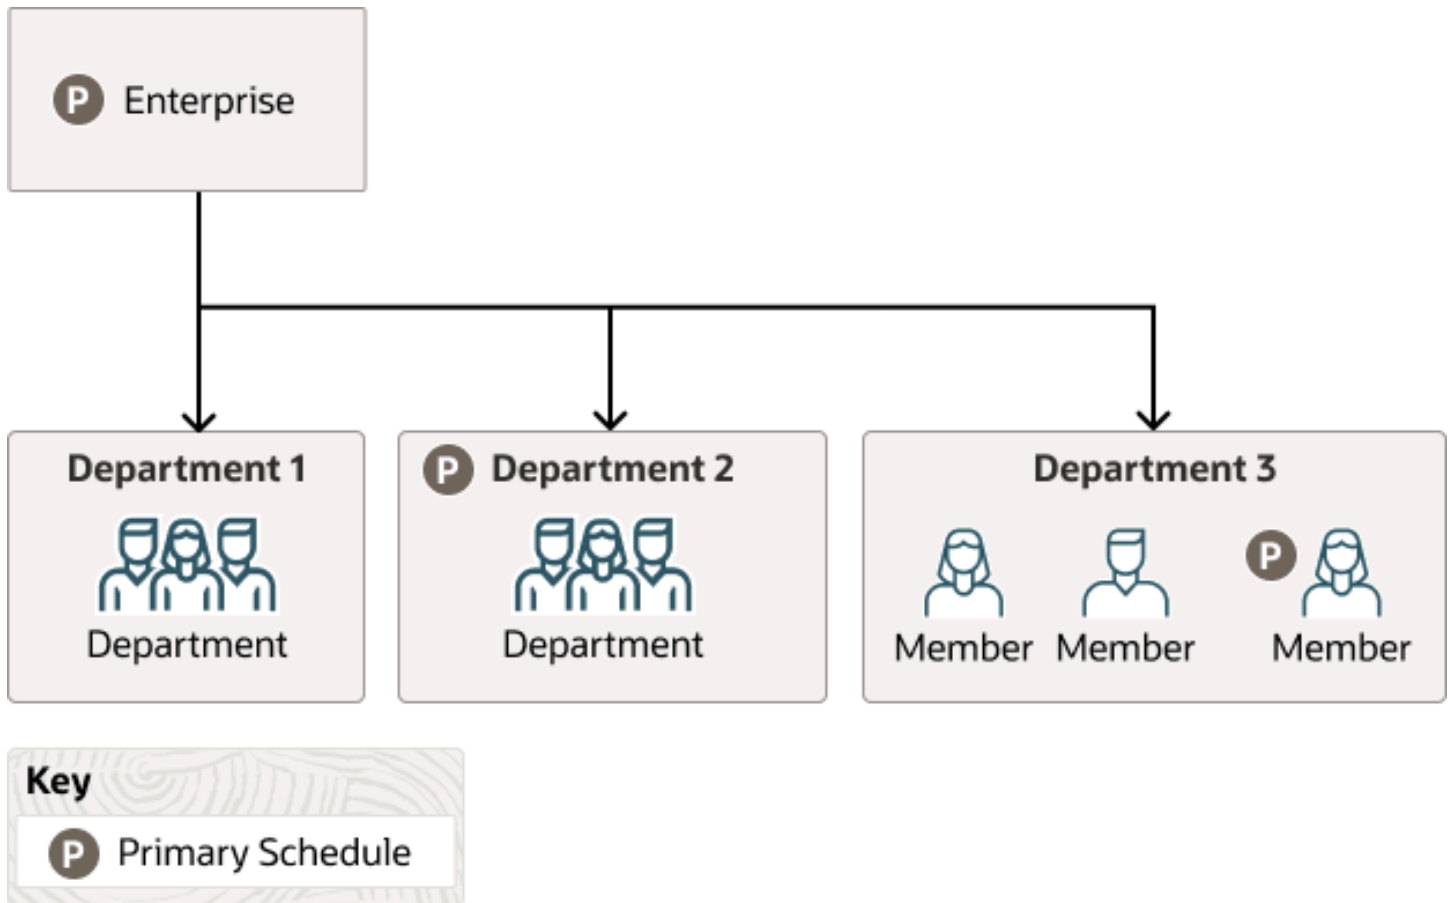 P Enterprise
Department 1
Department
P Department 2
Department
Department 3
P
Member Member Member
Key
P Primary Schedule